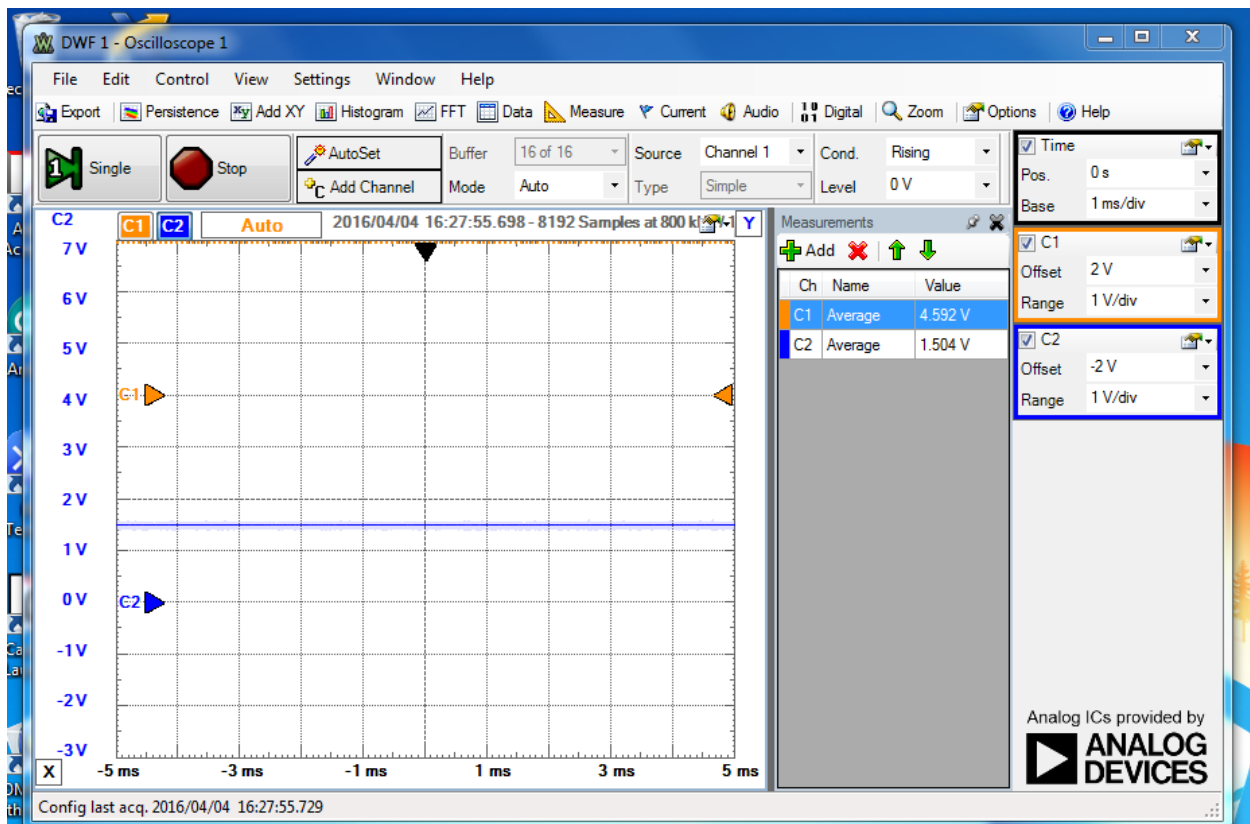 DWF 1 - Oscilloscope 1
File Edit Control View Settings Window Help
Export Persistence Add XY Histogram FFT Data Measure Current Audio Digital Zoom Options Help
Single Stop AutoSet Buffer 16 of 16 Source Channel 1 Cond. Rising
Add Channel Mode Auto Type Simple Level 0 V
Time
Pos. 0 s
Base 1 ms/div
C2 C1 C2 Auto 2016/04/04 16:27:55.698 - 8192 Samples at 800 k Y
7 V
6 V
5 V
4 V
3 V
2 V
1 V
0 V
-1 V
-2 V
-3 V
C1
C2
X -5 ms -3 ms -1 ms 1 ms 3 ms 5 ms
Measurements
Add
Ch Name Value
C1 Average 4.592 V
C2 Average 1.504 V
C1
Offset 2 V
Range 1 V/div
C2
Offset -2 V
Range 1 V/div
Analog ICs provided by
ANALOG
DEVICES
Config last acq. 2016/04/04 16:27:55.729